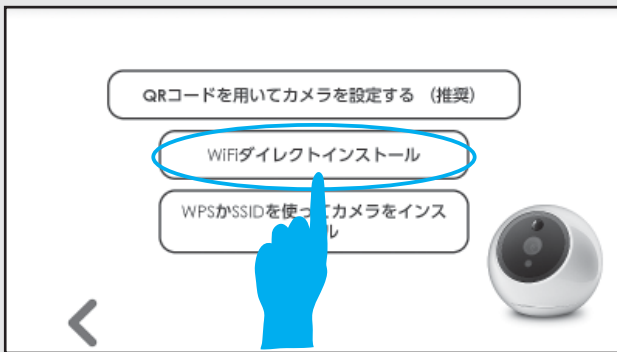 QRコードを用いてカメラを設定する （推奨）
WiFiダイレクトインストール
WPSかSSIDを使ってカメラをインス
ル